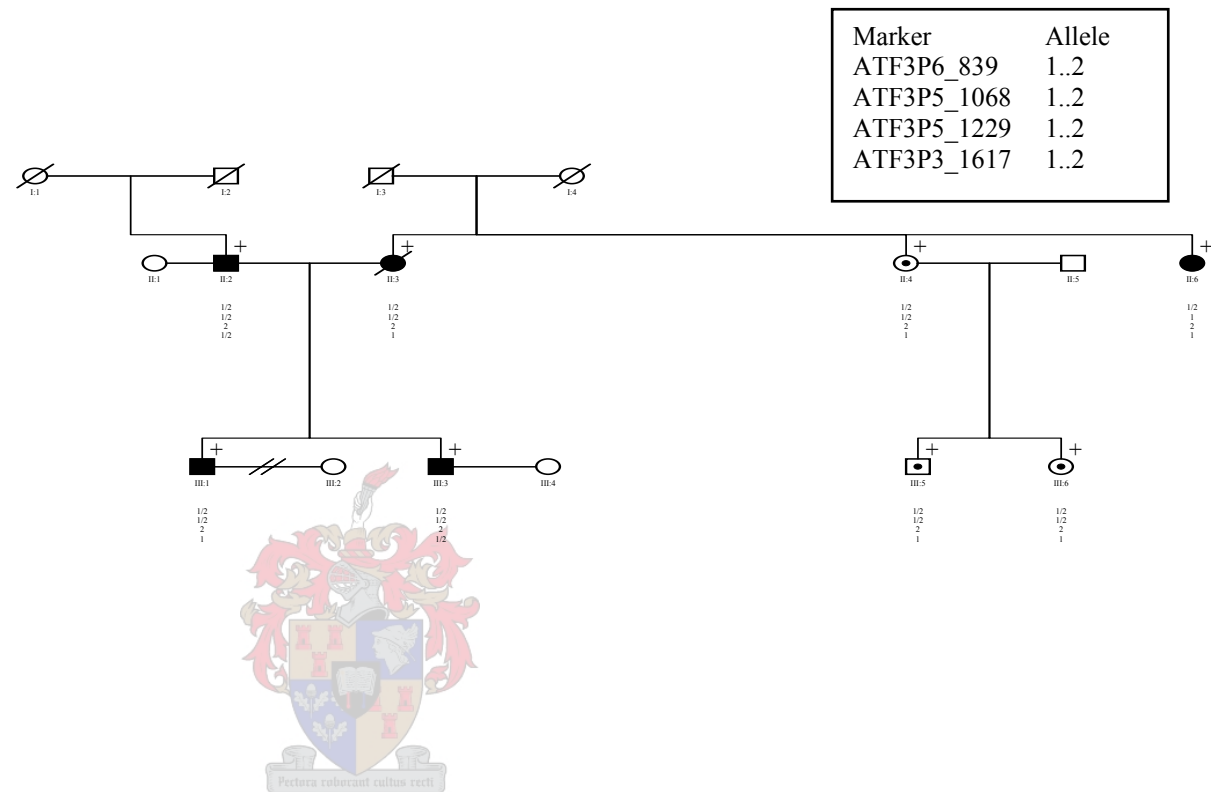 Marker Allele
ATF3P6_839 1..2
ATF3P5_1068 1..2
ATF3P5_1229 1..2
ATF3P3_1617 1..2
I:1 I:2 I:3 I:4
+ + + +
II:1 II:2 II:3 II:4 II:5 II:6
1/2 1/2 1/2 1/2
1/2 1/2 1/2 1
2 2 2 2
1/2 1 1 1
+ + + +
III:1 III:2 III:3 III:4 III:5 III:6
1/2 1/2 1/2 1/2
1/2 1/2 1/2 1/2
2 2 2 2
1 1/2 1 1
Pectora roborant cultus recti